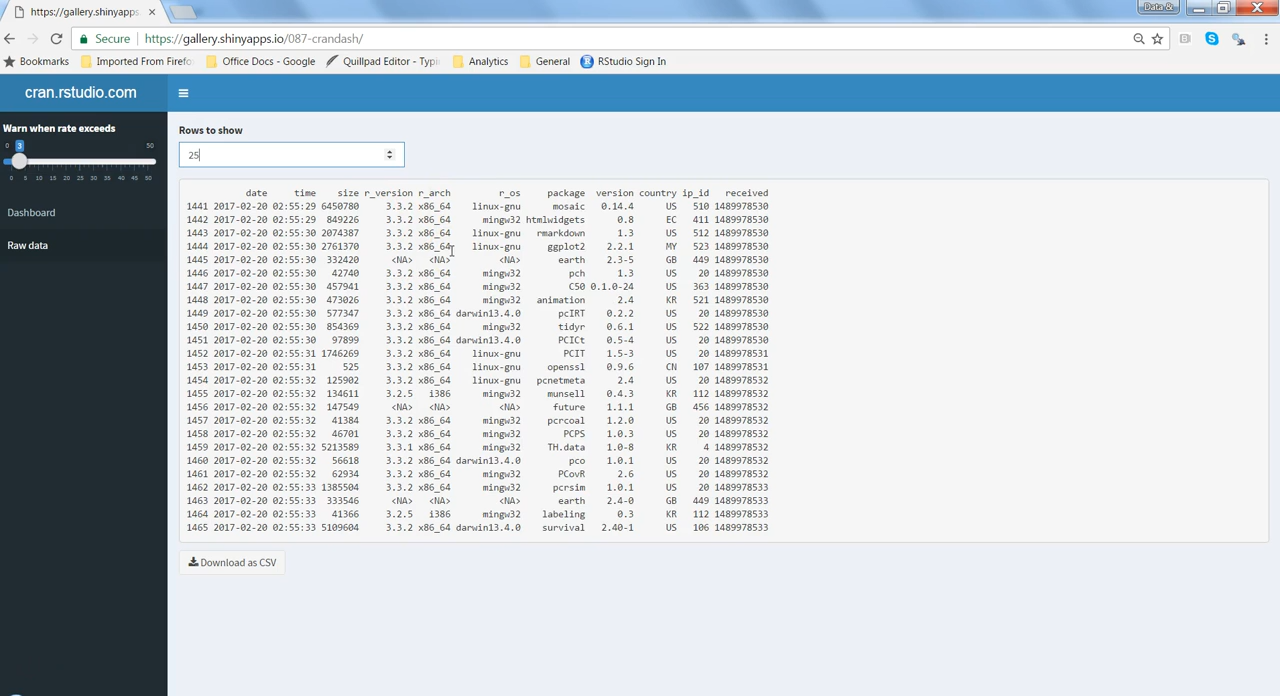 https://gallery.shinyapps.io
Data &
Secure https://gallery.shinyapps.io/087-crandash/
Bookmarks Imported From Firefo Office Docs - Google Quillpad Editor - Typi Analytics General RStudio Sign In
cran.rstudio.com
Warn when rate exceeds
0 3 50
0 5 10 15 20 25 30 35 40 45 50
Dashboard
Raw data
Rows to show
25
date time size r_version r_arch r_os package version country ip_id received
1441 2017-02-20 02:55:29 6450780 3.3.2 x86_64 linux-gnu mosaic 0.14.4 US 510 1489978530
1442 2017-02-20 02:55:29 849226 3.3.2 x86_64 mingw32 htmlwidgets 0.8 EC 411 1489978530
1443 2017-02-20 02:55:30 2074387 3.3.2 x86_64 linux-gnu rmarkdown 1.3 US 512 1489978530
1444 2017-02-20 02:55:30 2761370 3.3.2 x86_64 linux-gnu ggplot2 2.2.1 MY 523 1489978530
1445 2017-02-20 02:55:30 332420 <NA> <NA> <NA> earth 2.3-5 GB 449 1489978530
1446 2017-02-20 02:55:30 42740 3.3.2 x86_64 mingw32 pch 1.3 US 20 1489978530
1447 2017-02-20 02:55:30 457941 3.3.2 x86_64 mingw32 C50 0.1.0-24 US 363 1489978530
1448 2017-02-20 02:55:30 473026 3.3.2 x86_64 mingw32 animation 2.4 KR 521 1489978530
1449 2017-02-20 02:55:30 577347 3.3.2 x86_64 darwin13.4.0 pcIRT 0.2.2 US 20 1489978530
1450 2017-02-20 02:55:30 854369 3.3.2 x86_64 mingw32 tidyr 0.6.1 US 522 1489978530
1451 2017-02-20 02:55:30 97899 3.3.2 x86_64 darwin13.4.0 PCICt 0.5-4 US 20 1489978530
1452 2017-02-20 02:55:31 1746269 3.3.2 x86_64 linux-gnu PCIT 1.5-3 US 20 1489978531
1453 2017-02-20 02:55:31 525 3.3.2 x86_64 linux-gnu openssl 0.9.6 CN 107 1489978531
1454 2017-02-20 02:55:32 125902 3.3.2 x86_64 linux-gnu pcnetmeta 2.4 US 20 1489978532
1455 2017-02-20 02:55:32 134611 3.2.5 i386 mingw32 munsell 0.4.3 KR 112 1489978532
1456 2017-02-20 02:55:32 147549 <NA> <NA> <NA> future 1.1.1 GB 456 1489978532
1457 2017-02-20 02:55:32 41384 3.3.2 x86_64 mingw32 pcrcoal 1.2.0 US 20 1489978532
1458 2017-02-20 02:55:32 46701 3.3.2 x86_64 mingw32 PCPS 1.0.3 US 20 1489978532
1459 2017-02-20 02:55:32 5213589 3.3.1 x86_64 mingw32 TH.data 1.0-8 KR 4 1489978532
1460 2017-02-20 02:55:32 56618 3.3.2 x86_64 darwin13.4.0 pco 1.0.1 US 20 1489978532
1461 2017-02-20 02:55:32 62934 3.3.2 x86_64 mingw32 PCovR 2.6 US 20 1489978532
1462 2017-02-20 02:55:33 1385504 3.3.2 x86_64 mingw32 pcrsim 1.0.1 US 20 1489978533
1463 2017-02-20 02:55:33 333546 <NA> <NA> <NA> earth 2.4-0 GB 449 1489978533
1464 2017-02-20 02:55:33 41366 3.2.5 i386 mingw32 labeling 0.3 KR 112 1489978533
1465 2017-02-20 02:55:33 5109604 3.3.2 x86_64 darwin13.4.0 survival 2.40-1 US 106 1489978533
Download as CSV